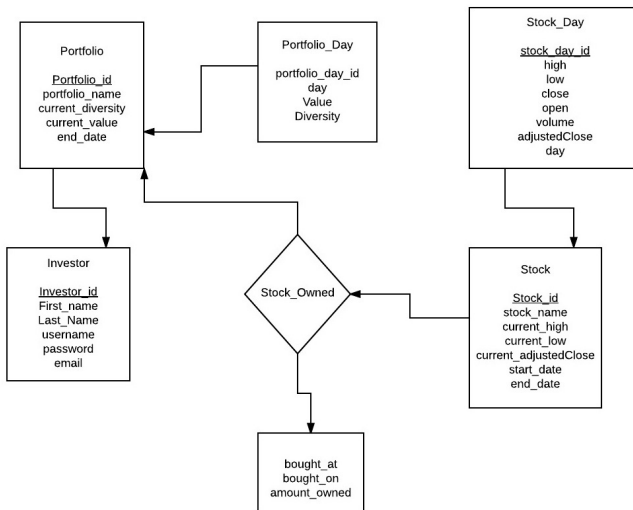 Portfolio
Portfolio_id
portfolio_name
current_diversity
current_value
end_date
Portfolio_Day
portfolio_day_id
day
Value
Diversity
Stock_Day
stock_day_id
high
low
close
open
volume
adjustedClose
day
Investor
Investor_id
First_name
Last_Name
username
password
email
Stock_Owned
Stock
Stock_id
stock_name
current_high
current_low
current_adjustedClose
start_date
end_date
bought_at
bought_on
amount_owned